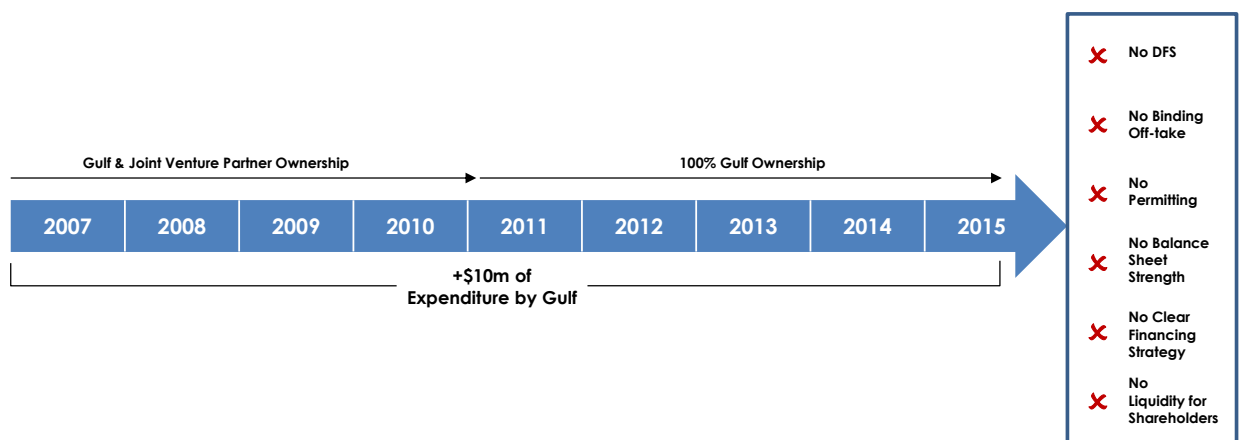 Gulf & Joint Venture Partner Ownership
100% Gulf Ownership
2007
2008
2009
2010
2011
2012
2013
2014
2015
+$10m of
Expenditure by Gulf
No DFS
No Binding
Off-take
No
Permitting
No Balance
Sheet
Strength
No Clear
Financing
Strategy
No
Liquidity for
Shareholders